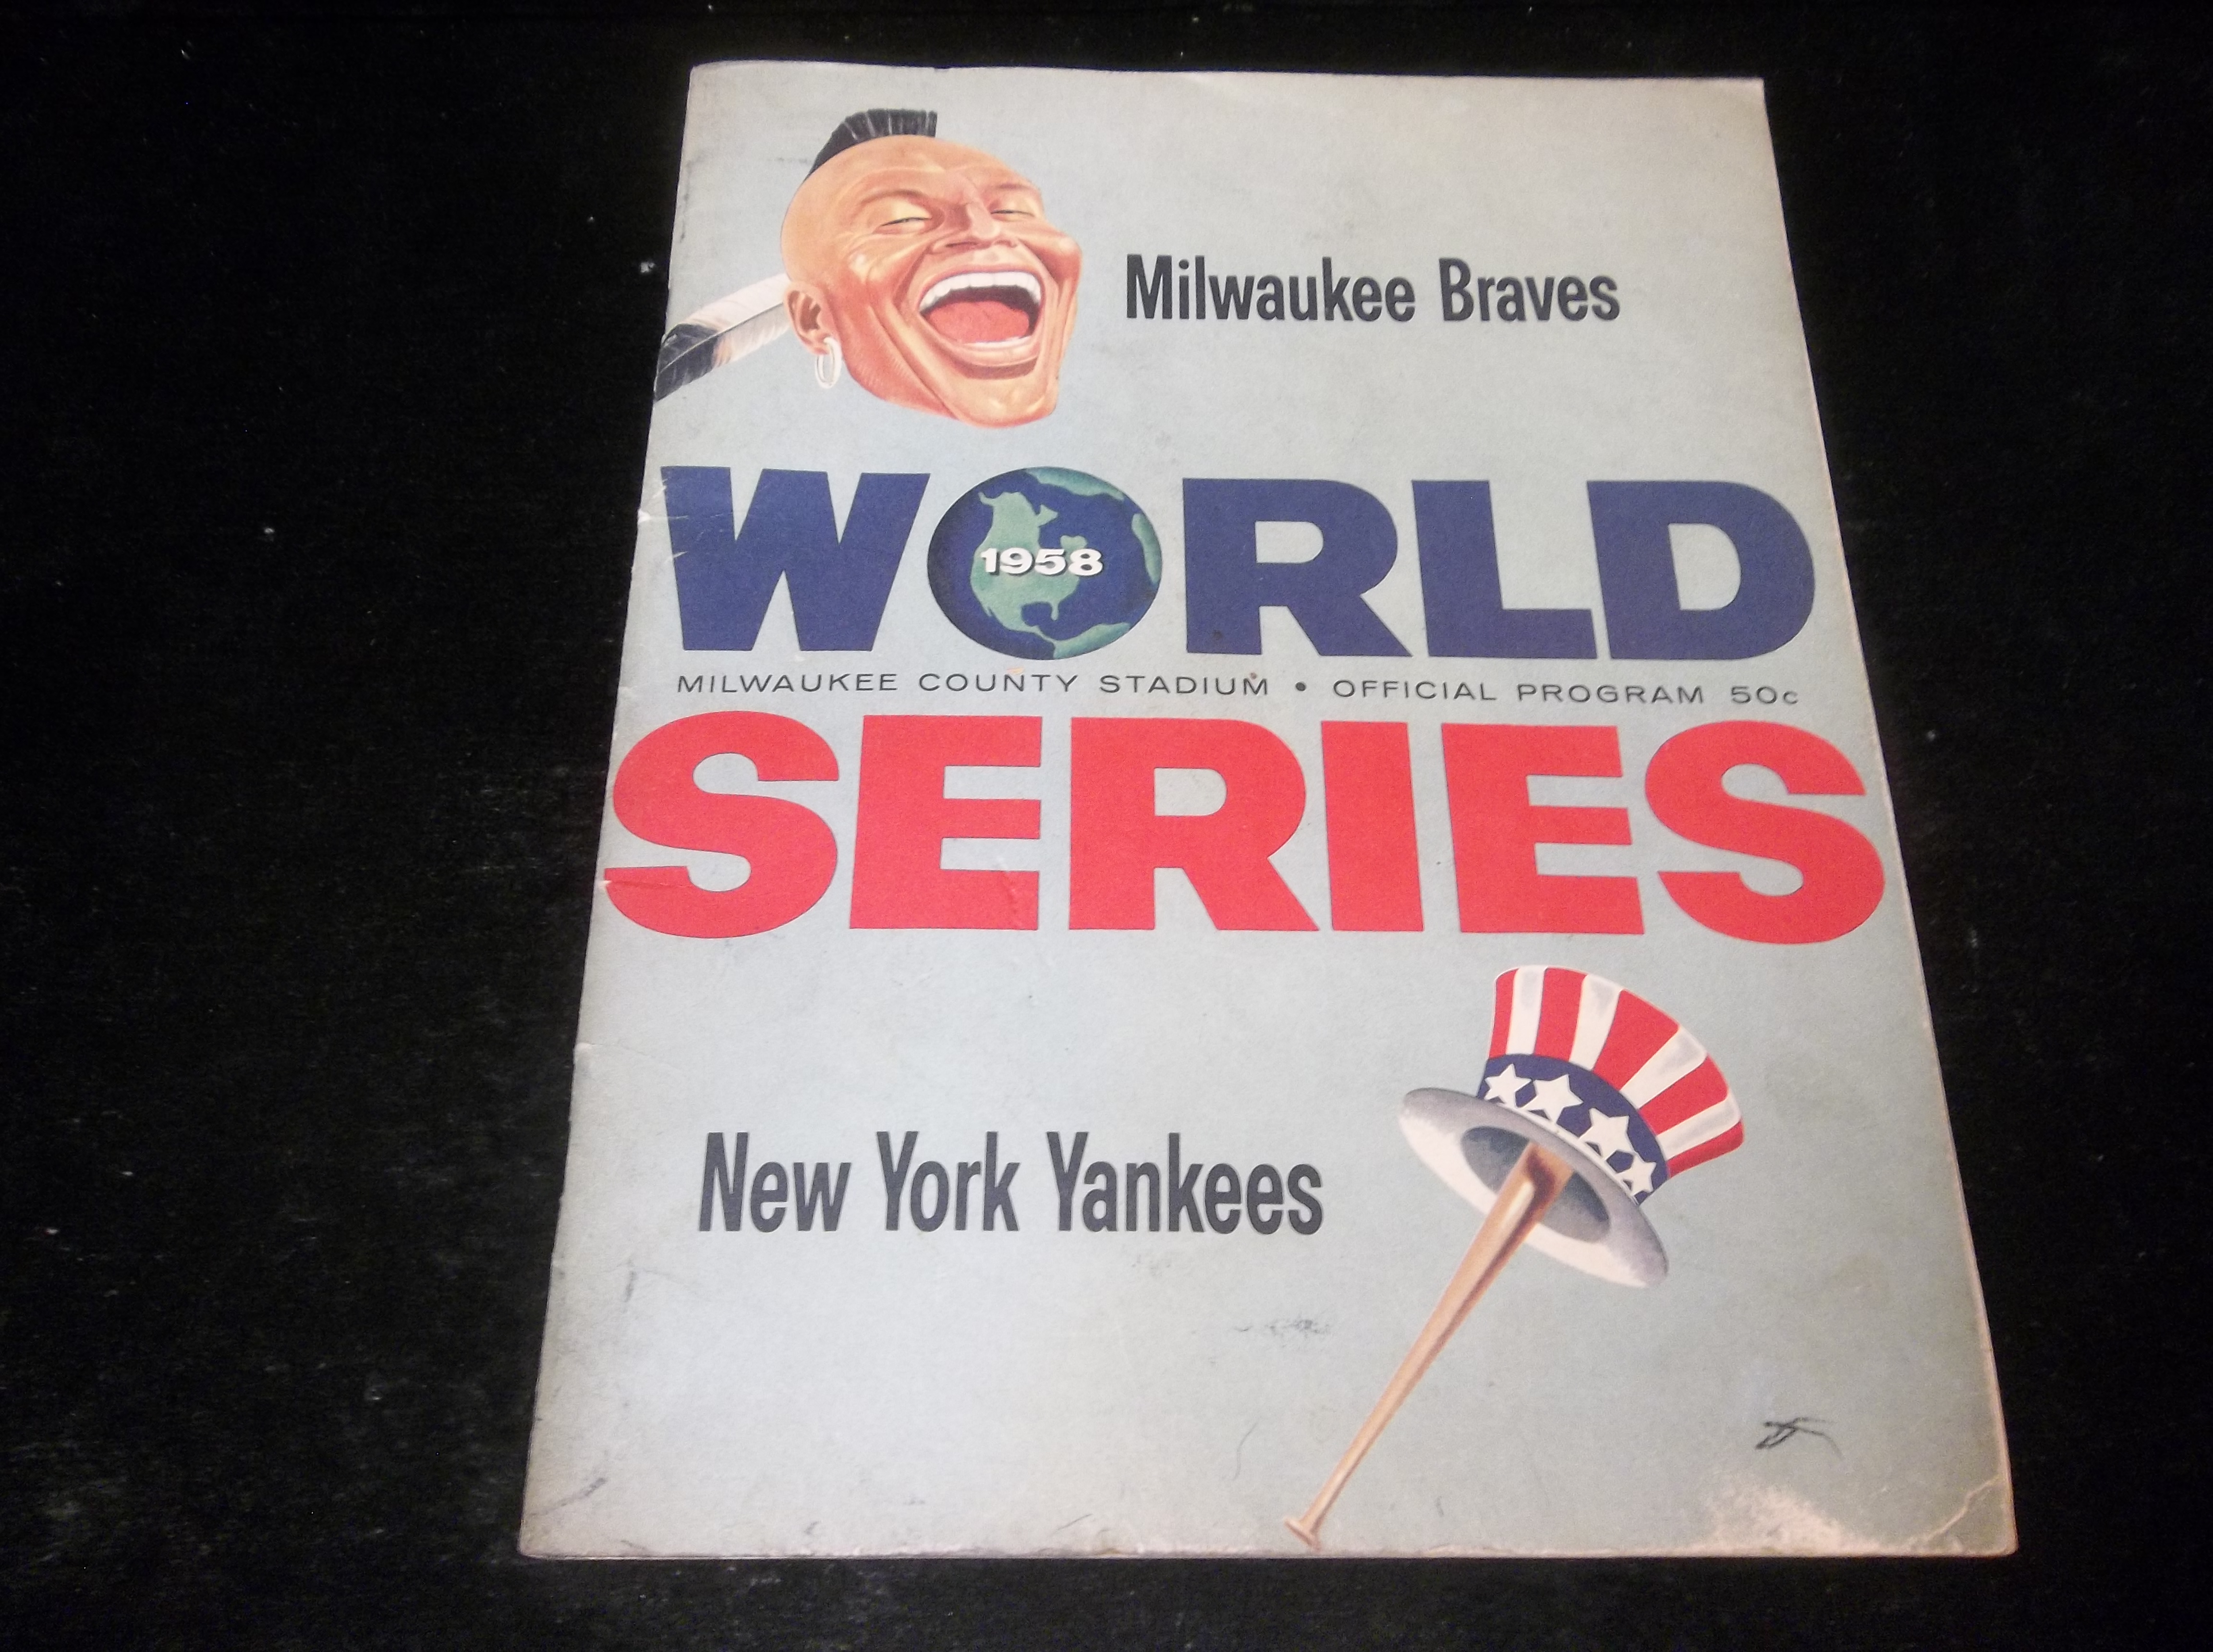 Milwaukee Braves
WORLD
1958
MILWAUKEE COUNTY STADIUM • OFFICIAL PROGRAM 50c
SERIES
New York Yankees